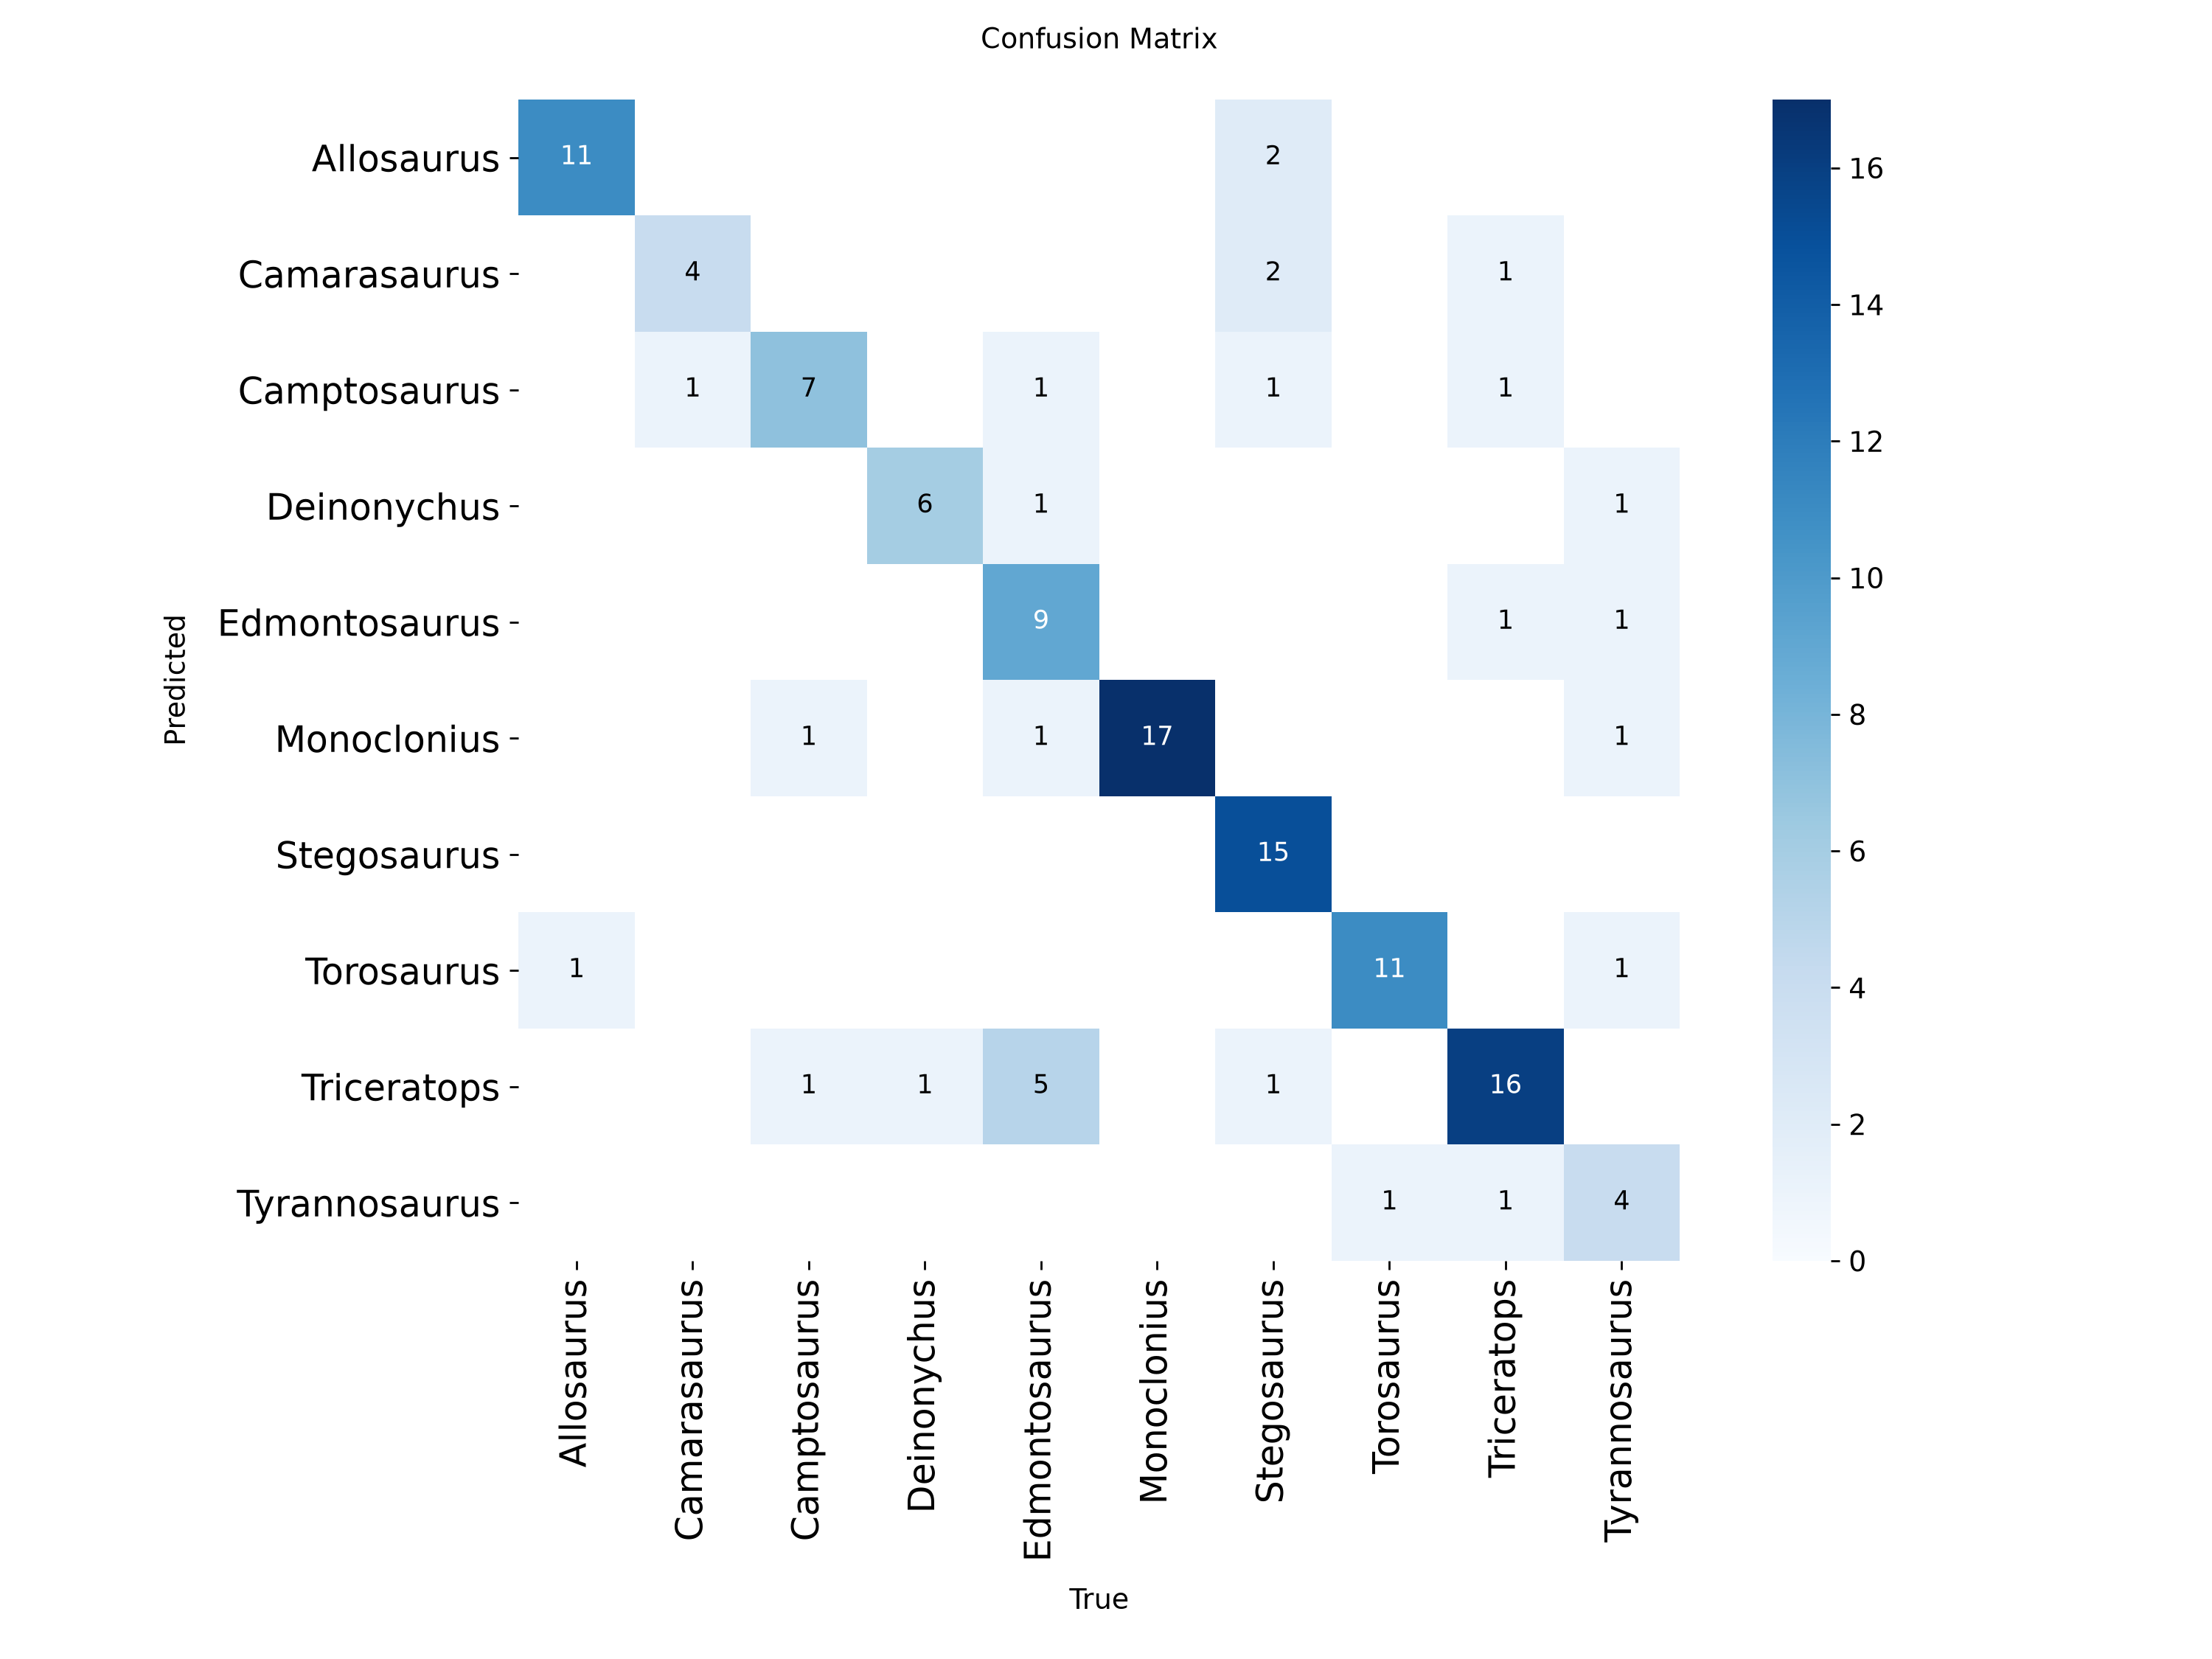 Confusion Matrix
Allosaurus 11 2
Camarasaurus 4 2 1
Camptosaurus 1 7 1 1 1
Deinonychus 6 1 1
Edmontosaurus 9 1 1
Monoclonius 1 1 17 1
Stegosaurus 15
Torosaurus 1 11 1
Triceratops 1 1 5 1 16
Tyrannosaurus 1 1 4
Predicted
Allosaurus Camarasaurus Camptosaurus Deinonychus Edmontosaurus Monoclonius Stegosaurus Torosaurus Triceratops Tyrannosaurus
True
16
14
12
10
8
6
4
2
0